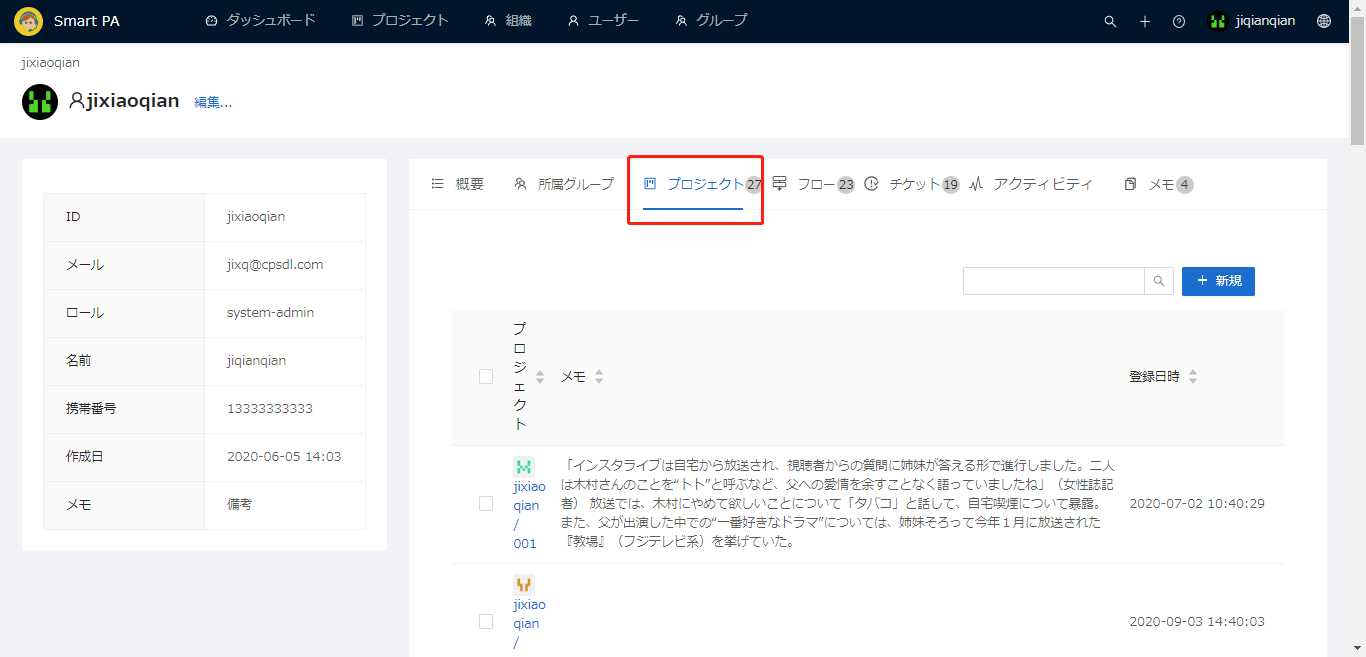 Smart PA
ダッシュボード
プロジェクト
組織
ユーザー
グループ
jiqianqian
jixiaoqian
jixiaoqian
編集...
ID
jixiaoqian
メール
jixq@cpsdl.com
ロール
system-admin
名前
jiqianqian
携帯番号
13333333333
作成日
2020-06-05 14:03
メモ
備考
概要
所属グループ
プロジェクト27
フロー23
チケット19
アクティビティ
メモ4
+ 新規
プ
ロ
ジ
ェ
ク
ト
メモ
登録日時
jixiao
qian
/
001
「インスタライブは自宅から放送され、視聴者からの質問に姉妹が答える形で進行しました。二人
は木村さんのことを“トト”と呼ぶなど、父への愛情を余すことなく語っていましたね」（女性誌記
者） 放送では、木村にやめて欲しいことについて「タバコ」と話して、自宅喫煙について暴露。
また、父が出演した中での“一番好きなドラマ”については、姉妹そろって今年１月に放送された
『教場』（フジテレビ系）を挙げていた。
2020-07-02 10:40:29
jixiao
qian
/
2020-09-03 14:40:03